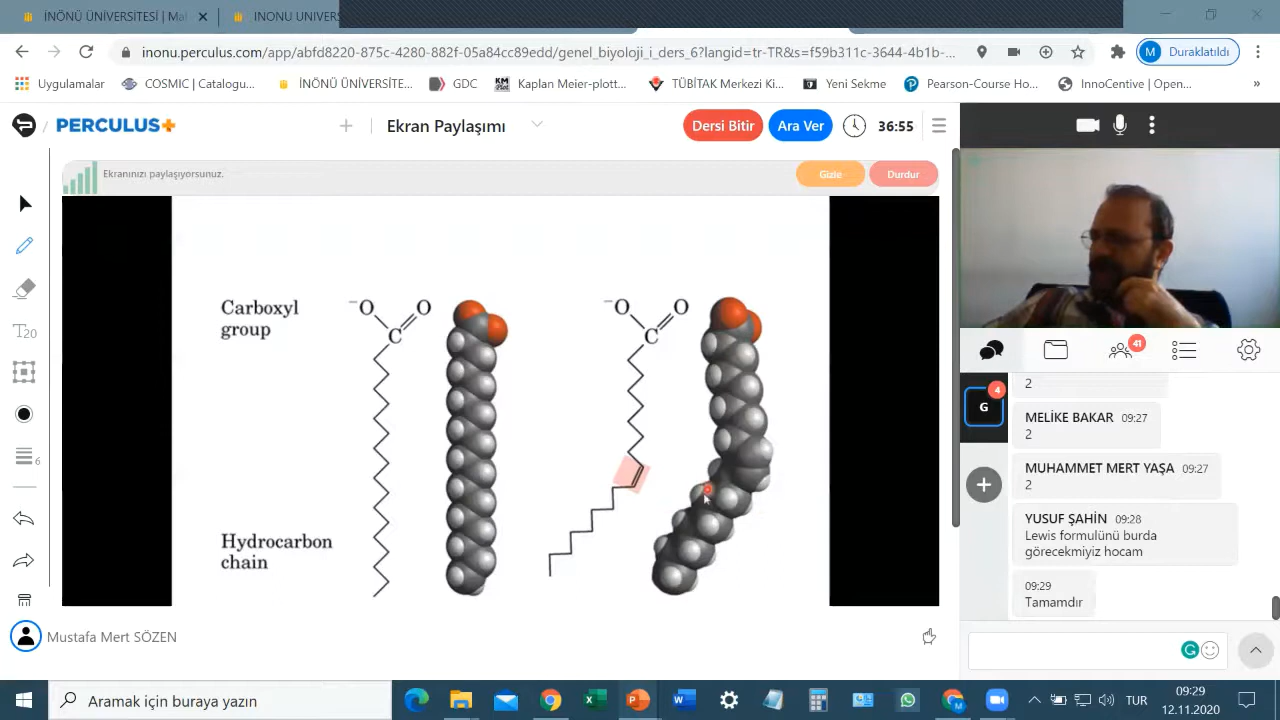 İNÖNÜ ÜNİVERSİTESİ | Ma
INONU UNIVERS
inonu.perculus.com/app/abfd8220-875c-4280-882f-05a84cc89edd/genel_biyoloji_i_ders_6?langid=tr-TR&s=f59b311c-3644-4b1b-...
M Duraklatıldı
Uygulamalar COSMIC | Catalogu... İNÖNÜ ÜNİVERSİTE... GDC KM Kaplan Meier-plott... TÜBİTAK Merkezi Ki... Yeni Sekme Pearson-Course Ho... InnoCentive | Open... »
PERCULUS+ Ekran Paylaşımı Dersi Bitir Ara Ver 36:55
Ekranınızı paylaşıyorsunuz. Gizle Durdur
T20
6
Carboxyl
group
−O O
C
−O O
C
Hydrocarbon
chain
Mustafa Mert SÖZEN
41
4
G
2
MELİKE BAKAR 09:27
2
MUHAMMET MERT YAŞA 09:27
2
YUSUF ŞAHİN 09:28
Lewis formulünü burda
görecekmiyiz hocam
09:29
Tamamdır
Aramak için buraya yazın
TUR
09:29
12.11.2020